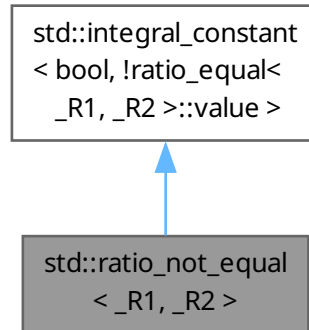 std::integral_constant
< bool, !ratio_equal<
_R1, _R2 >::value >
std::ratio_not_equal
< _R1, _R2 >